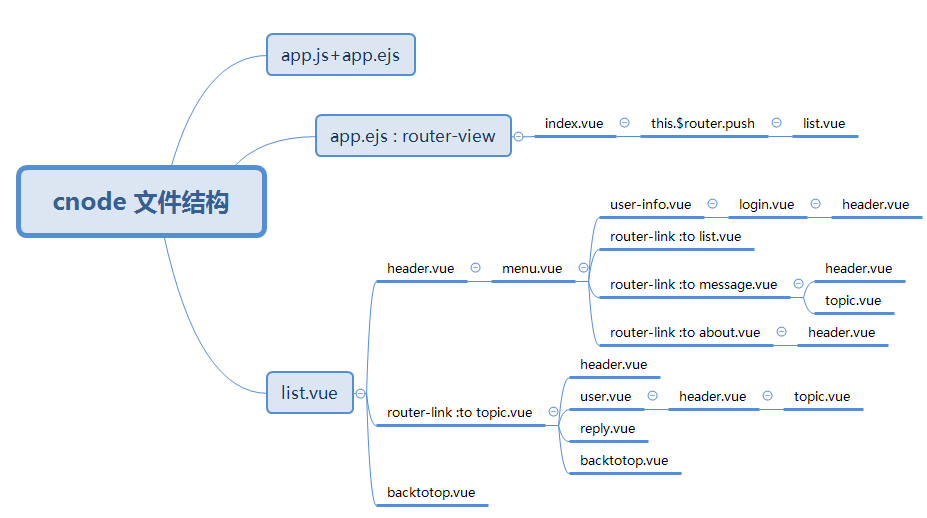 cnode 文件结构
app.js+app.ejs
app.ejs : router-view
index.vue
this.$router.push
list.vue
list.vue
header.vue
menu.vue
user-info.vue
login.vue
header.vue
router-link :to list.vue
router-link :to message.vue
header.vue
topic.vue
router-link :to about.vue
header.vue
router-link :to topic.vue
header.vue
user.vue
header.vue
topic.vue
reply.vue
backtotop.vue
backtotop.vue